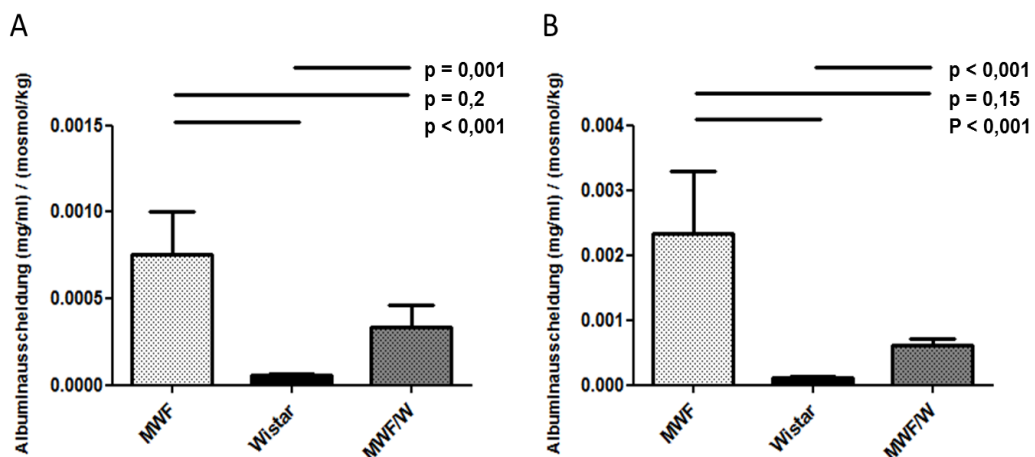 A
p = 0,001
p = 0,2
p < 0,001
Albuminausscheldung (mg/ml) / (mosmol/kg)
0.0015
0.0010
0.0005
0.0000
MWF
Wistar
MWF/W
B
p < 0,001
p = 0,15
P < 0,001
Albuminausscheldung (mg/ml) / (mosmol/kg)
0.004
0.003
0.002
0.001
0.000
MWF
Wistar
MWF/W